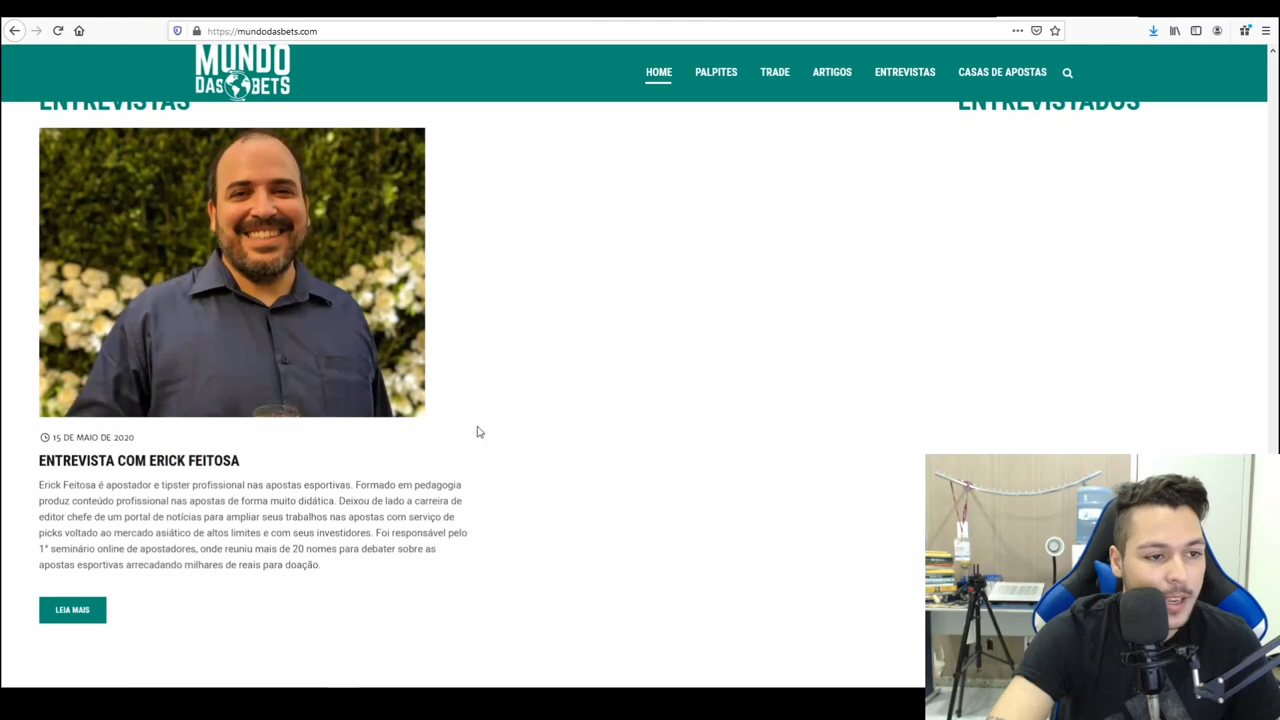 https://mundodasbets.com
MUNDO
DAS BETS
HOME PALPITES TRADE ARTIGOS ENTREVISTAS CASAS DE APOSTAS
ENTREVISTAS
ENTREVISTADOS
15 DE MAIO DE 2020
ENTREVISTA COM ERICK FEITOSA
Erick Feitosa é apostador e tipster profissional nas apostas esportivas. Formado em pedagogia
produz conteúdo profissional nas apostas de forma muito didática. Deixou de lado a carreira de
editor chefe de um portal de notícias para ampliar seus trabalhos nas apostas com serviço de
picks voltado ao mercado asiático de altos limites e com seus investidores. Foi responsável pelo
1° seminário online de apostadores, onde reuniu mais de 20 nomes para debater sobre as
apostas esportivas arrecadando milhares de reais para doação.
LEIA MAIS